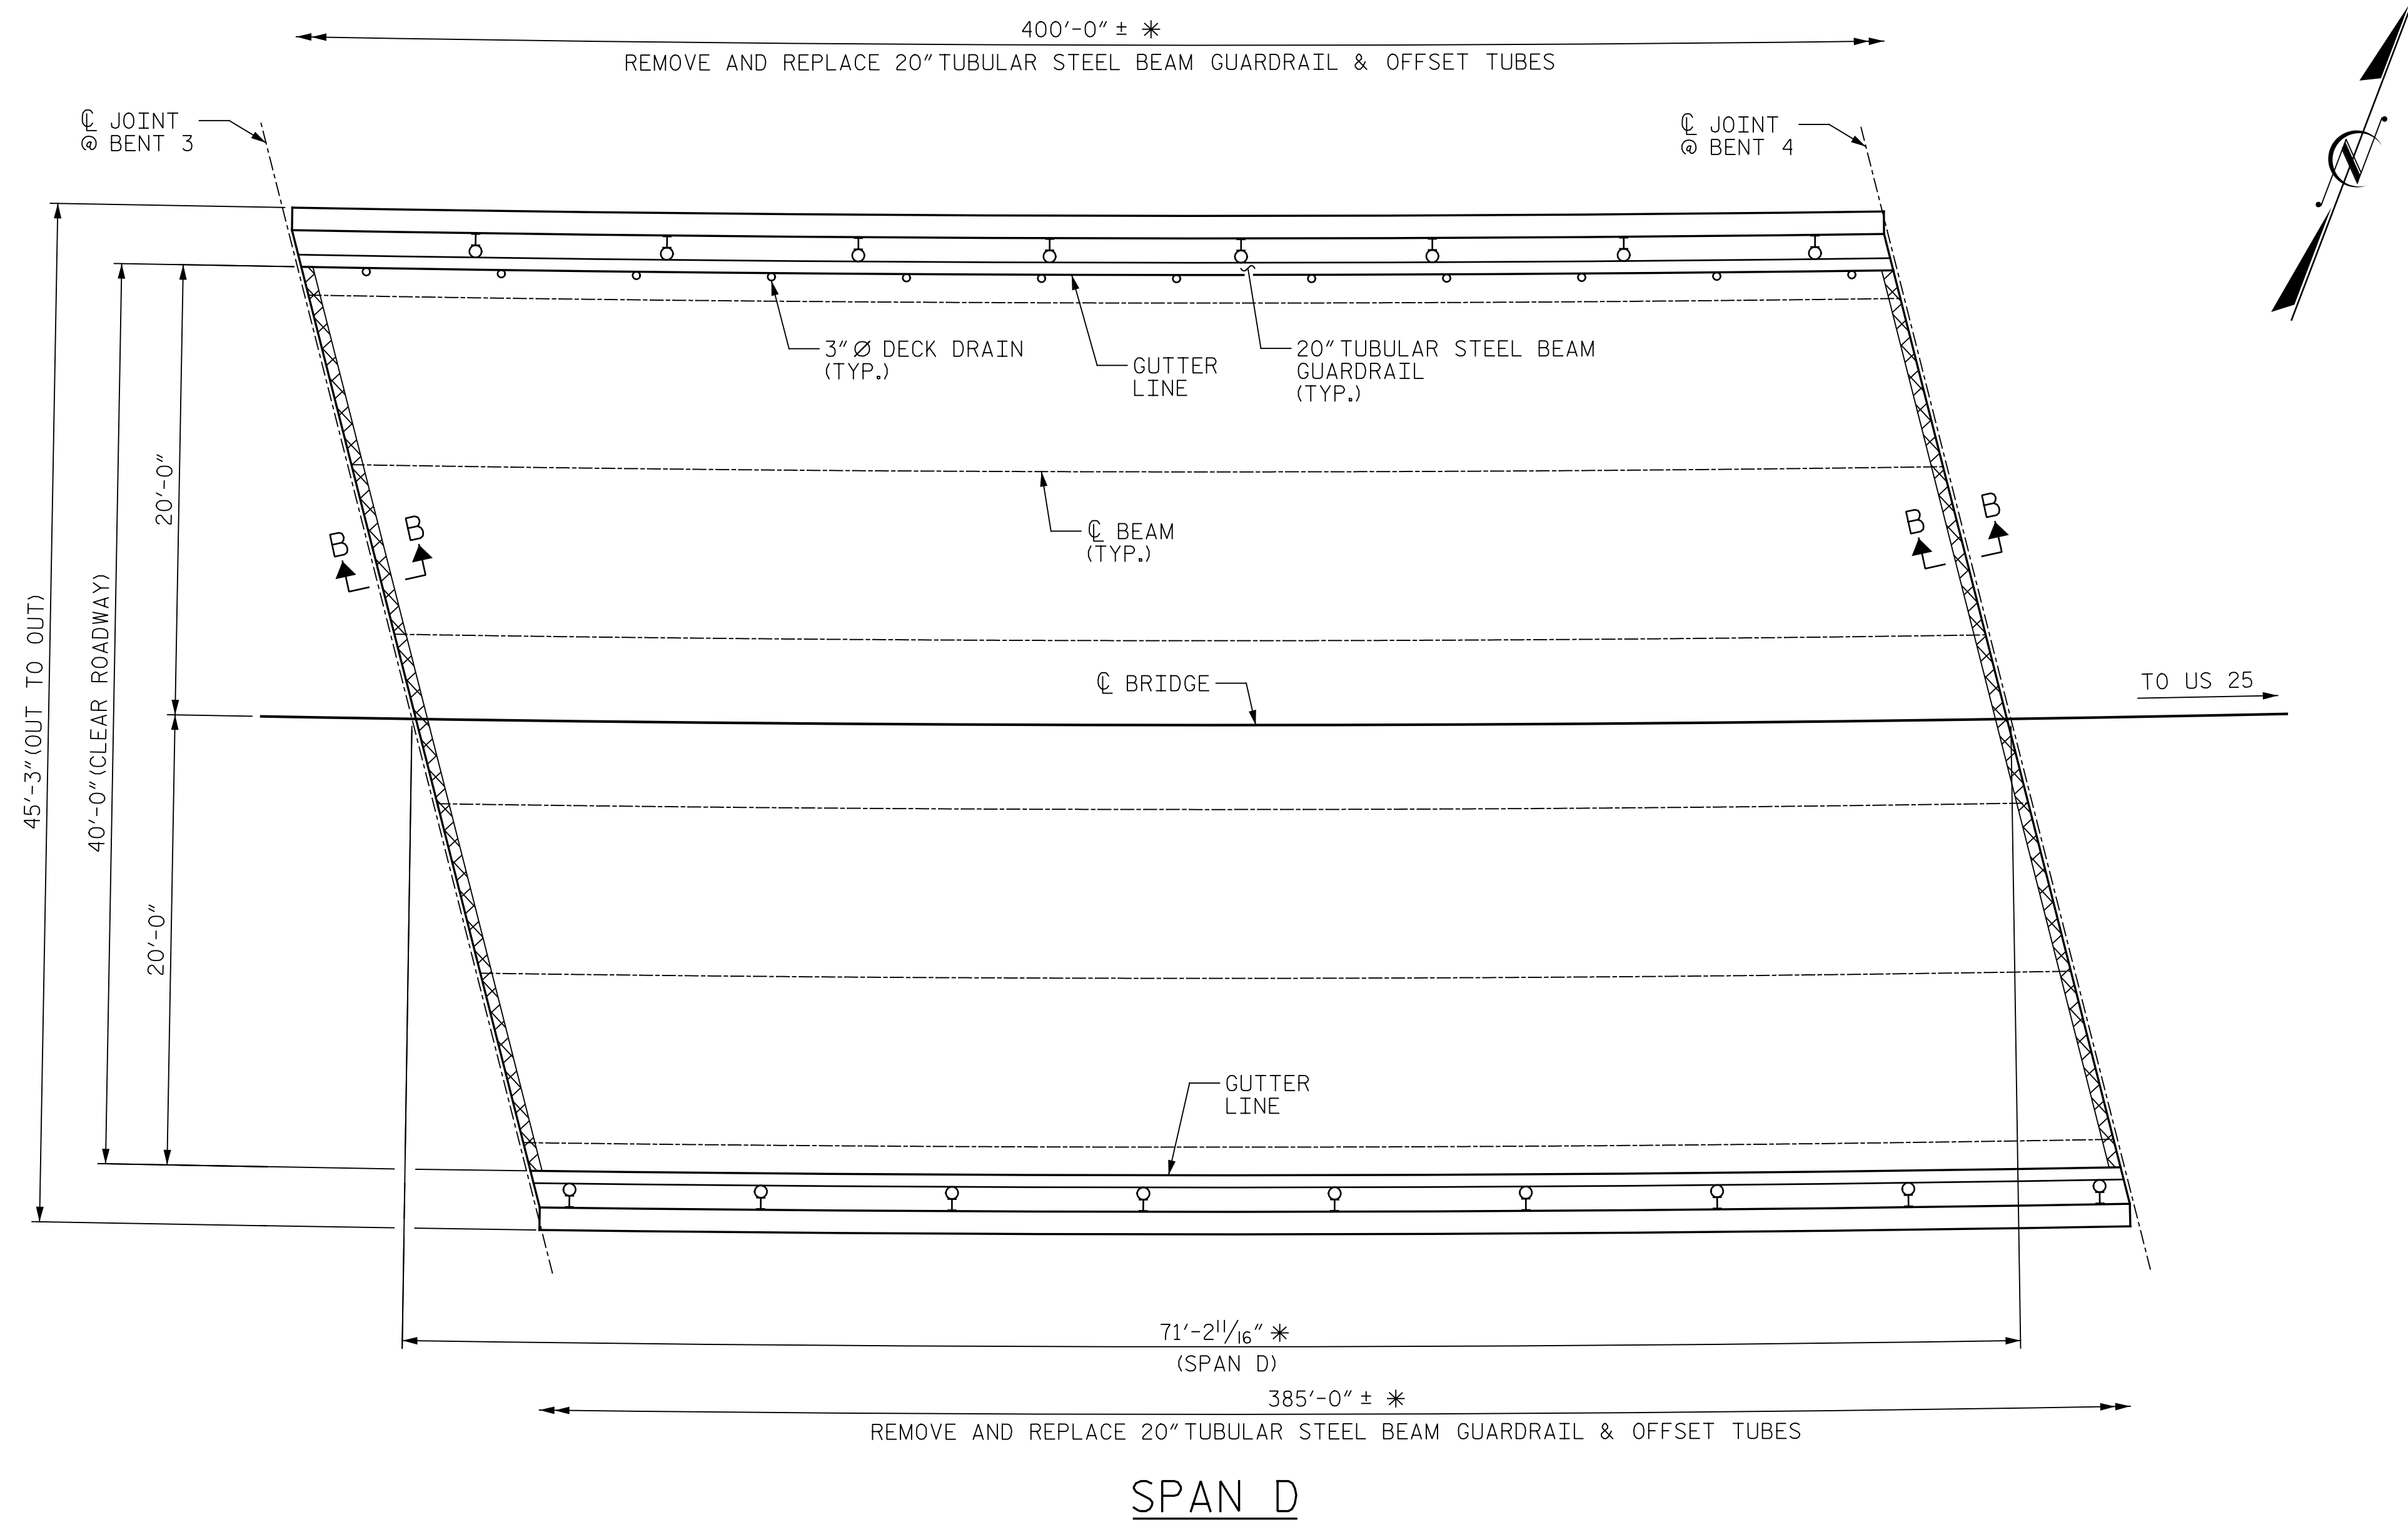 400'-0" ± *
REMOVE AND REPLACE 20" TUBULAR STEEL BEAM GUARDRAIL & OFFSET TUBES
℄ JOINT
@ BENT 3
℄ JOINT
@ BENT 4
N
3" Ø DECK DRAIN
(TYP.)
GUTTER
LINE
20" TUBULAR STEEL BEAM
GUARDRAIL
(TYP.)
20'-0"
℄ BEAM
(TYP.)
B
B
B
B
45'-3" (OUT TO OUT)
40'-0" (CLEAR ROADWAY)
℄ BRIDGE
TO US 25
20'-0"
GUTTER
LINE
71'-2 11/16" *
(SPAN D)
385'-0" ± *
REMOVE AND REPLACE 20" TUBULAR STEEL BEAM GUARDRAIL & OFFSET TUBES
SPAN D